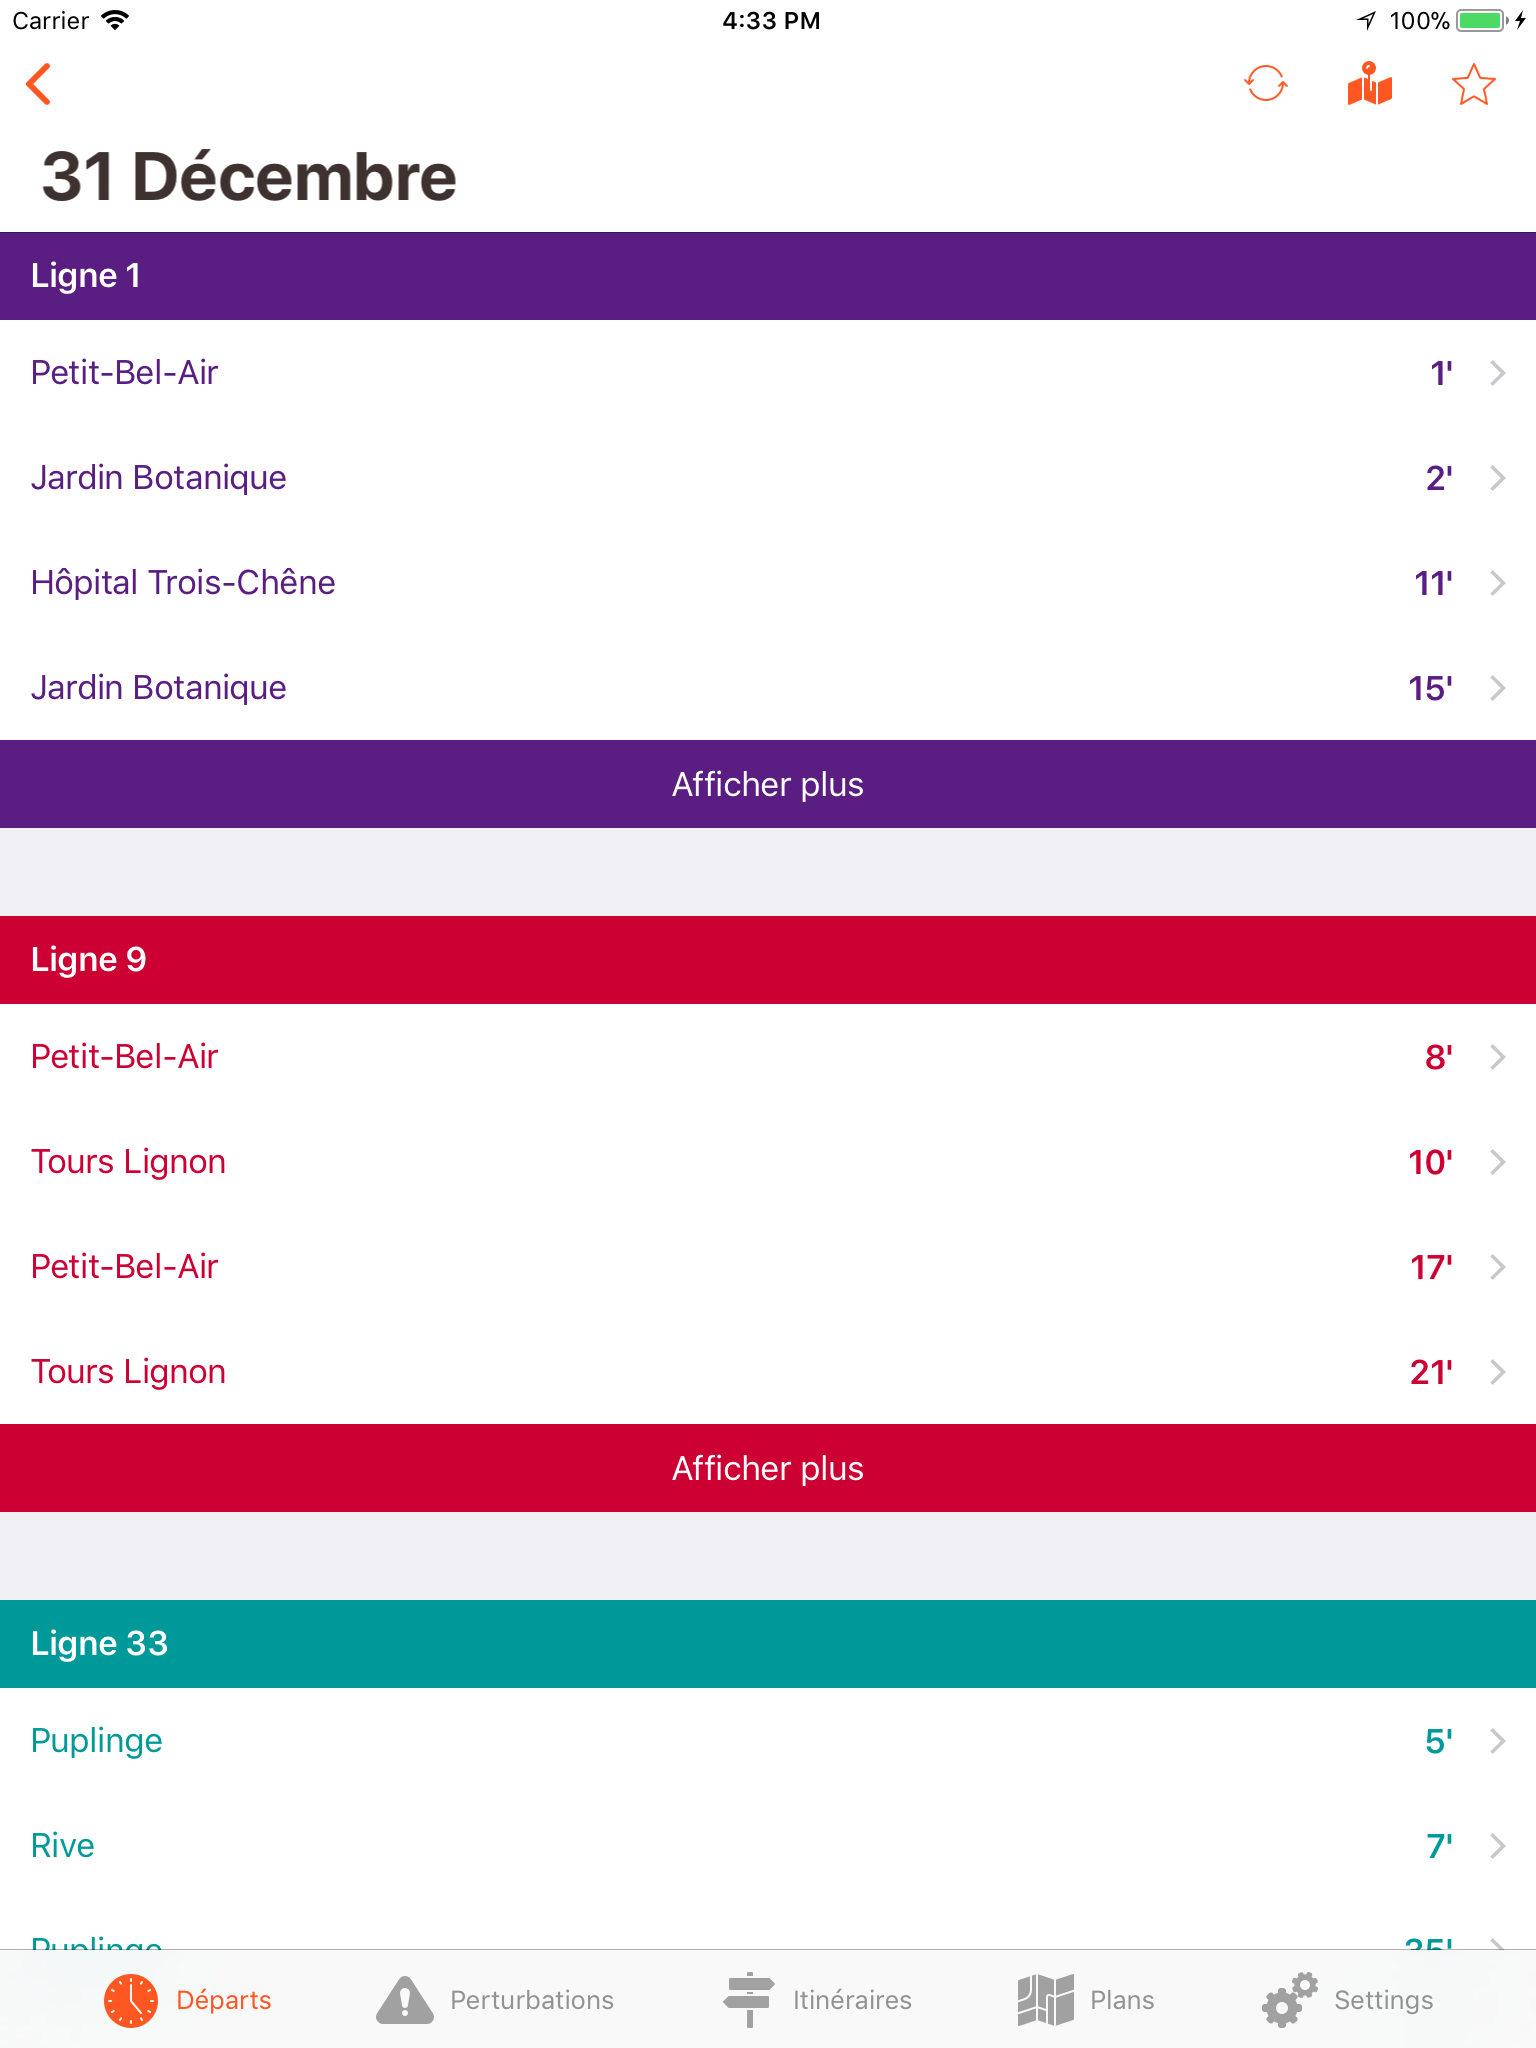 Carrier 4:33 PM 100%
31 Décembre
Ligne 1
Petit-Bel-Air 1'
Jardin Botanique 2'
Hôpital Trois-Chêne 11'
Jardin Botanique 15'
Afficher plus
Ligne 9
Petit-Bel-Air 8'
Tours Lignon 10'
Petit-Bel-Air 17'
Tours Lignon 21'
Afficher plus
Ligne 33
Puplinge 5'
Rive 7'
Puplinge 35'
Départs Perturbations Itinéraires Plans Settings